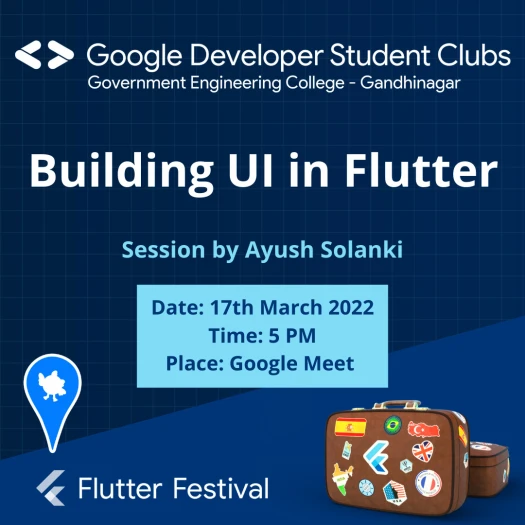 Google Developer Student Clubs
Government Engineering College - Gandhinagar
Building UI in Flutter
Session by Ayush Solanki
Date: 17th March 2022
Time: 5 PM
Place: Google Meet
Flutter Festival